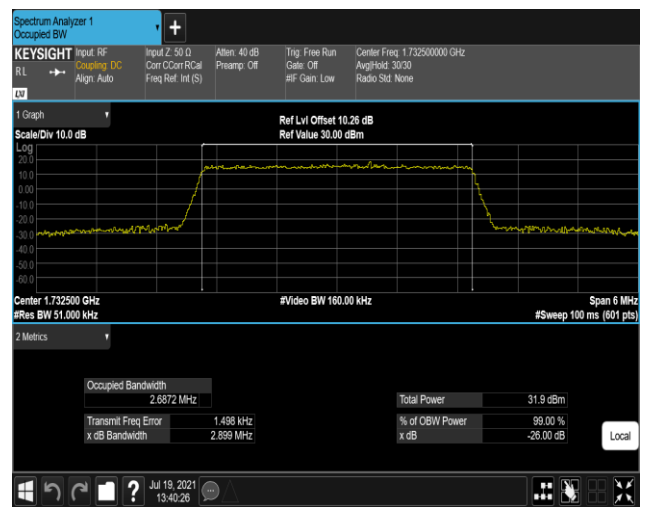 Spectrum Analyzer 1
Occupied BW
+
KEYSIGHT Input: RF Input Z: 50 Ω Atten: 40 dB Trig: Free Run Center Freq: 1.732500000 GHz
RL Coupling: DC Corr CCorr RCal Preamp: Off Gate: Off Avg|Hold: 30/30
Align: Auto Freq Ref: Int (S) #IF Gain: Low Radio Std: None
LXI
1 Graph
Ref Lvl Offset 10.26 dB
Scale/Div 10.0 dB Ref Value 30.00 dBm
Log
20.0
10.0
0.00
-10.0
-20.0
-30.0
-40.0
-50.0
-60.0
Center 1.732500 GHz #Video BW 160.00 kHz Span 6 MHz
#Res BW 51.000 kHz #Sweep 100 ms (601 pts)
2 Metrics
Occupied Bandwidth
2.6872 MHz Total Power 31.9 dBm
Transmit Freq Error 1.498 kHz % of OBW Power 99.00 %
x dB Bandwidth 2.899 MHz x dB -26.00 dB
Local
? Jul 19, 2021
13:40:26